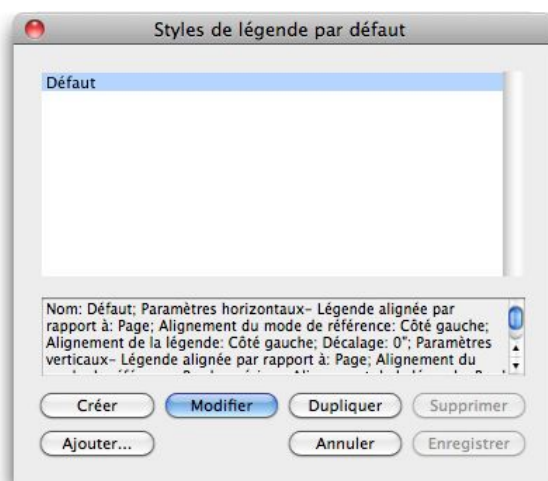 Styles de légende par défaut
Défaut
Nom: Défaut; Paramètres horizontaux– Légende alignée par
rapport à: Page; Alignement du mode de référence: Côté gauche;
Alignement de la légende: Côté gauche; Décalage: 0"; Paramètres
verticaux– Légende alignée par rapport à: Page; Alignement du
Créer Modifier Dupliquer Supprimer
Ajouter... Annuler Enregistrer